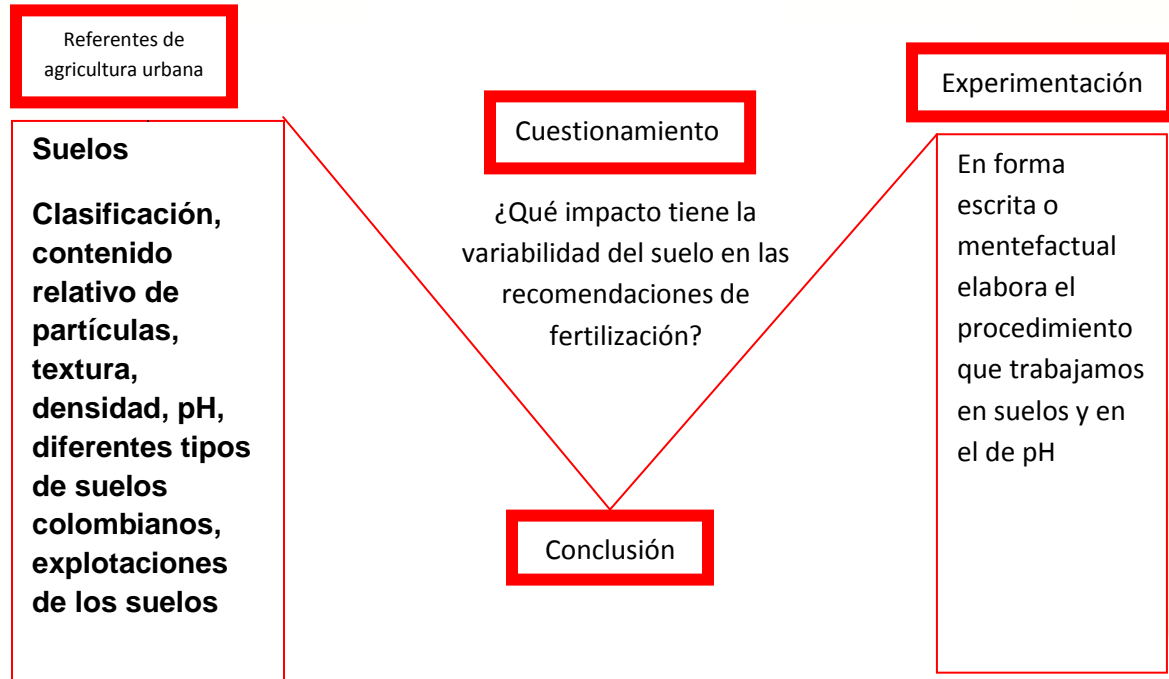 Referentes de
agricultura urbana
Suelos
Clasificación,
contenido
relativo de
partículas,
textura,
densidad, pH,
diferentes tipos
de suelos
colombianos,
explotaciones
de los suelos
Cuestionamiento
¿Qué impacto tiene la
variabilidad del suelo en las
recomendaciones de
fertilización?
Conclusión
Experimentación
En forma
escrita o
mentefactual
elabora el
procedimiento
que trabajamos
en suelos y en
el de pH